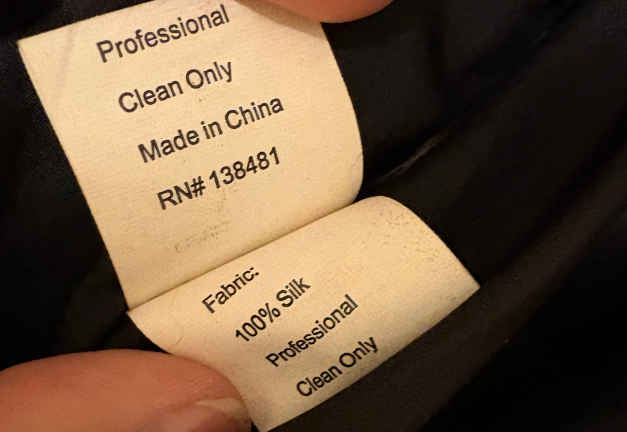 Professional
Clean Only
Made in China
RN# 138481
Fabric:
100% Silk
Professional
Clean Only